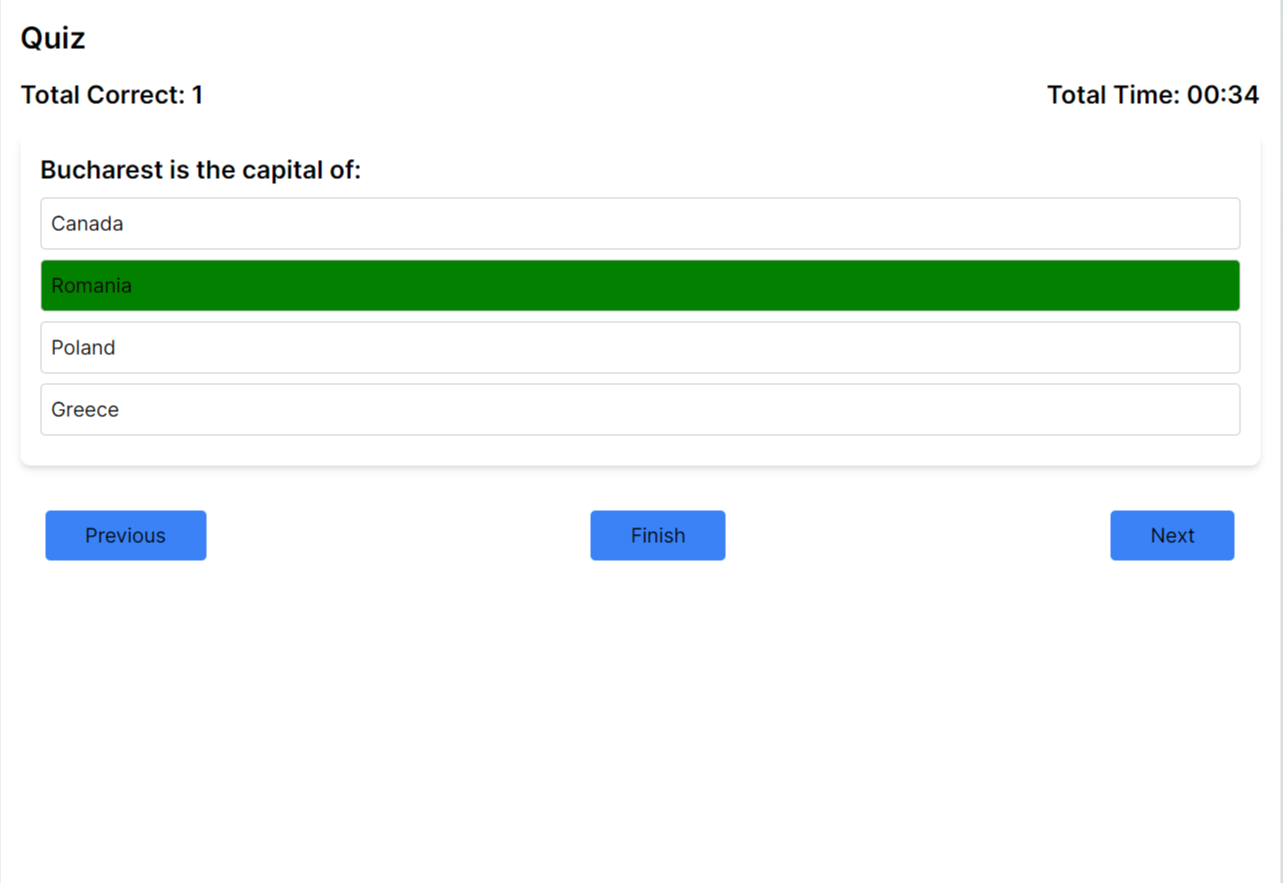 Quiz
Total Correct: 1 Total Time: 00:34
Bucharest is the capital of:
Canada
Romania
Poland
Greece
Previous Finish Next